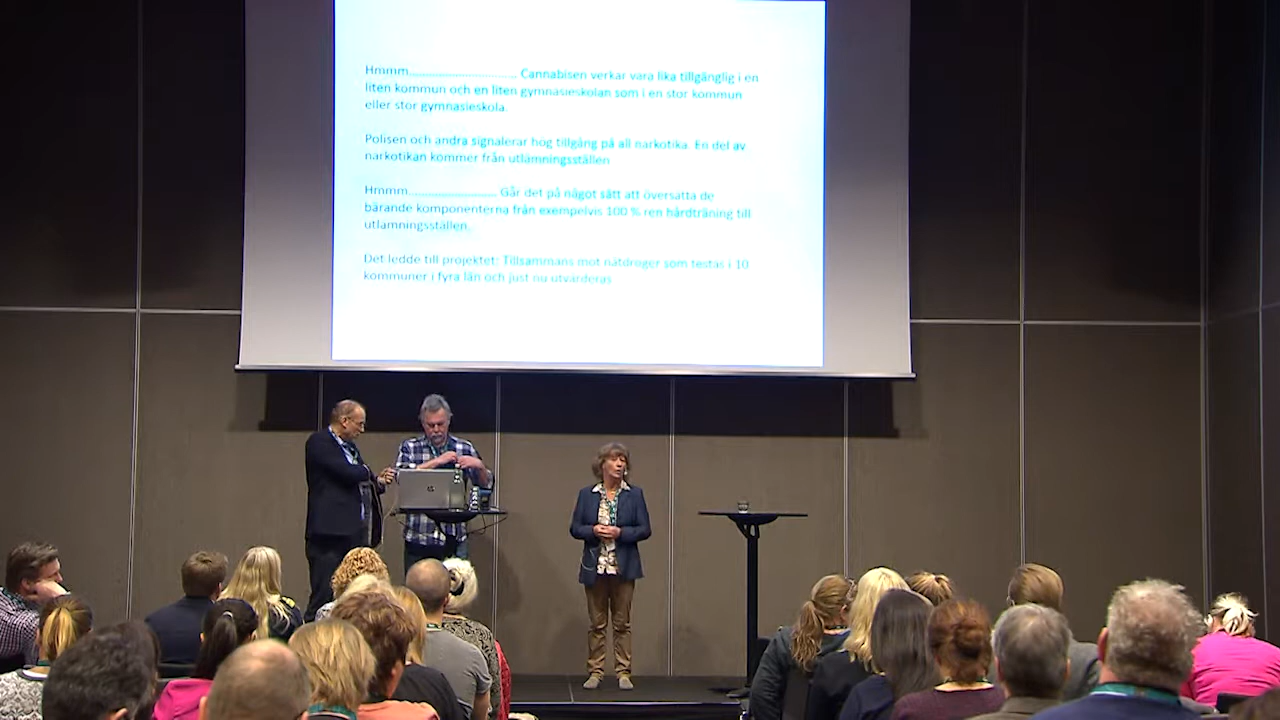 Hmmm............................... Cannabisen verkar vara lika tillgänglig i en
liten kommun och en liten gymnasieskolan som i en stor kommun
eller stor gymnasieskola.
Polisen och andra signalerar hög tillgång på all narkotika. En del av
narkotikan kommer från utlämningsställen
Hmmm......................... Går det på något sätt att översätta de
bärande komponenterna från exempelvis 100 % ren hårdträning till
utlämningsställen.
Det ledde till projektet: Tillsammans mot nätdroger som testas i 10
kommuner i fyra län och just nu utvärderas